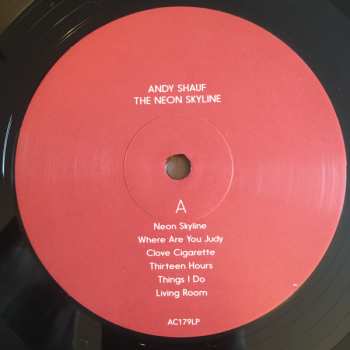 ANDY SHAUF
THE NEON SKYLINE
A
Neon Skyline
Where Are You Judy
Clove Cigarette
Thirteen Hours
Things I Do
Living Room
AC179LP